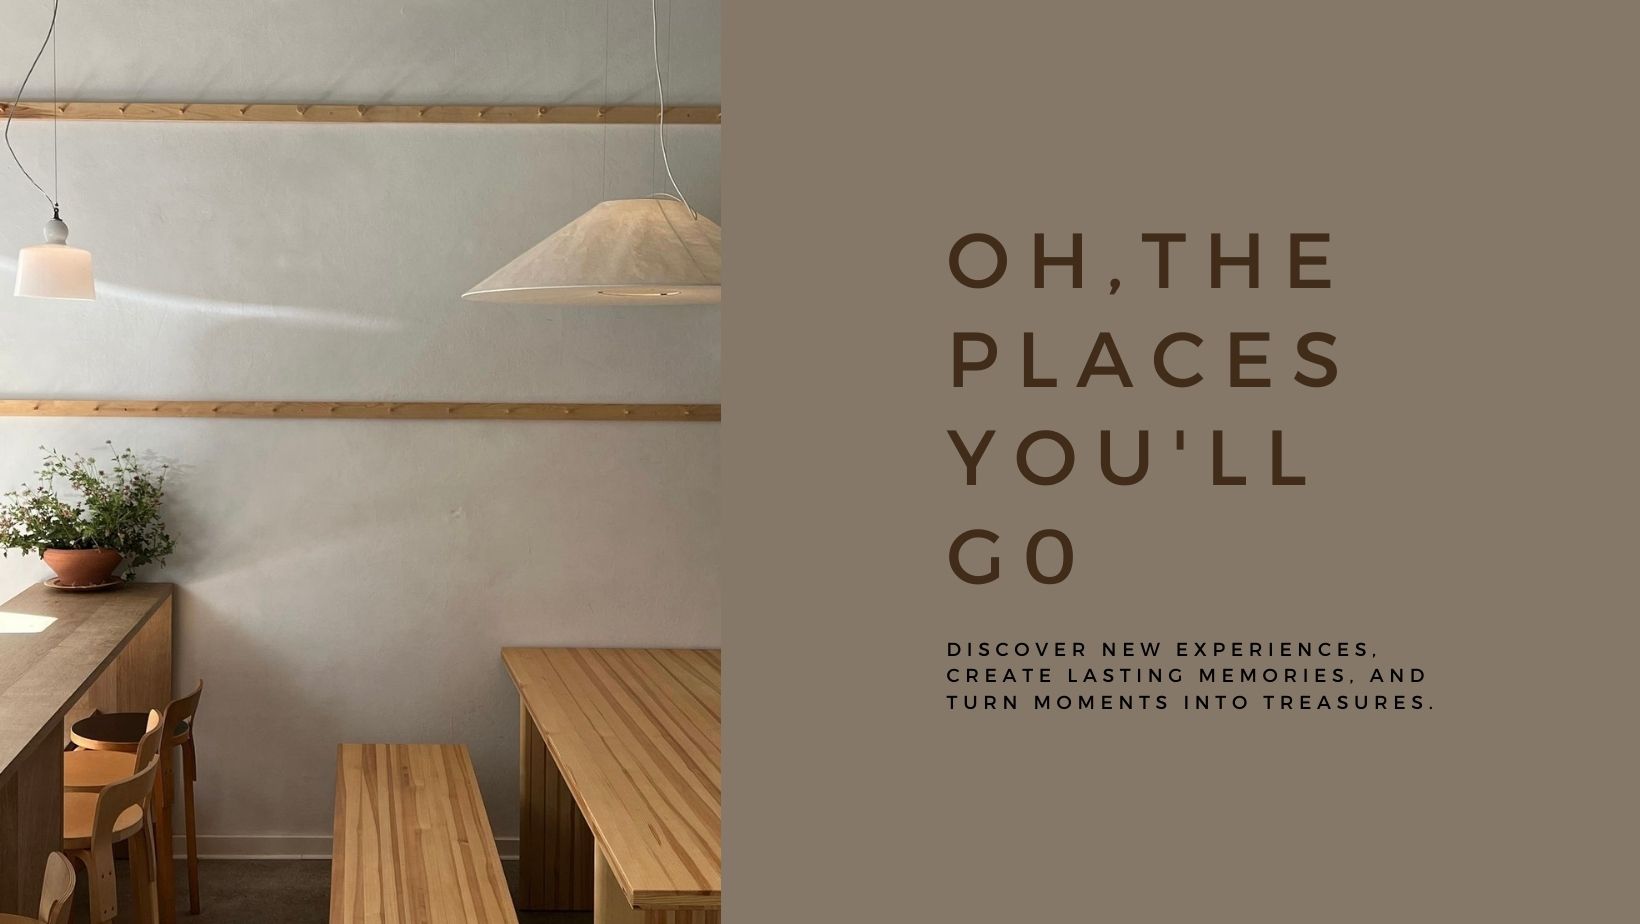 OH,THE
PLACES
YOU'LL
G0
DISCOVER NEW EXPERIENCES,
CREATE LASTING MEMORIES, AND
TURN MOMENTS INTO TREASURES.